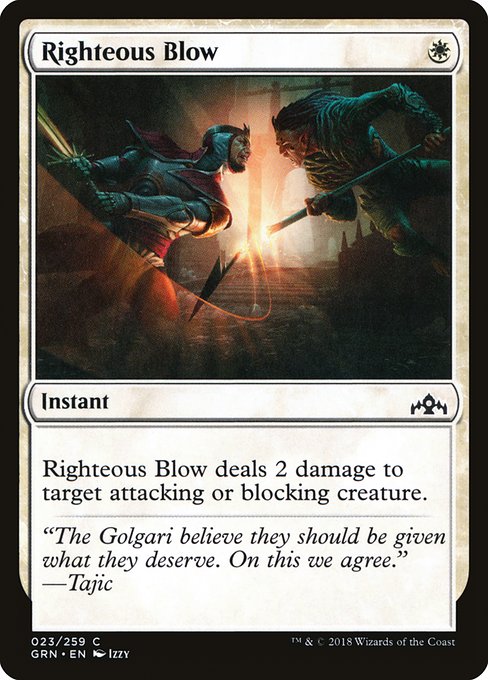 Righteous Blow
Instant
Righteous Blow deals 2 damage to
target attacking or blocking creature.
“The Golgari believe they should be given
what they deserve. On this we agree.”
—Tajic
023/259 C
™ & © 2018 Wizards of the Coast
GRN • EN Izzy